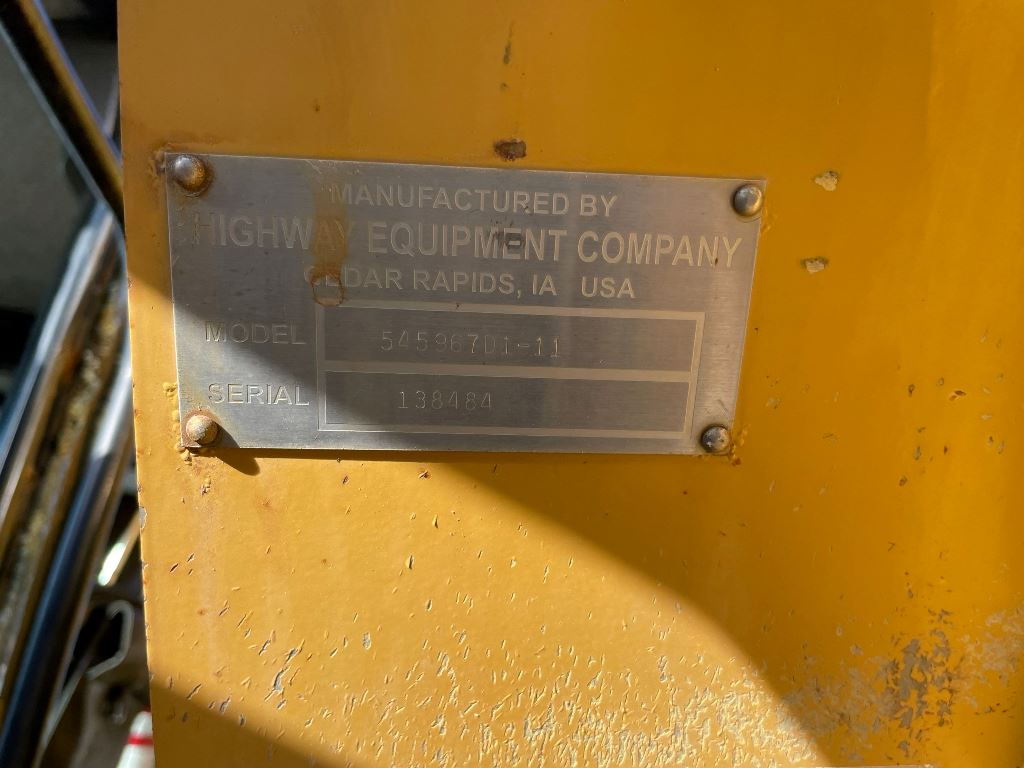 MANUFACTURED BY
HIGHWAY EQUIPMENT COMPANY
CEDAR RAPIDS, IA USA
MODEL 545967D1-11
SERIAL 138484